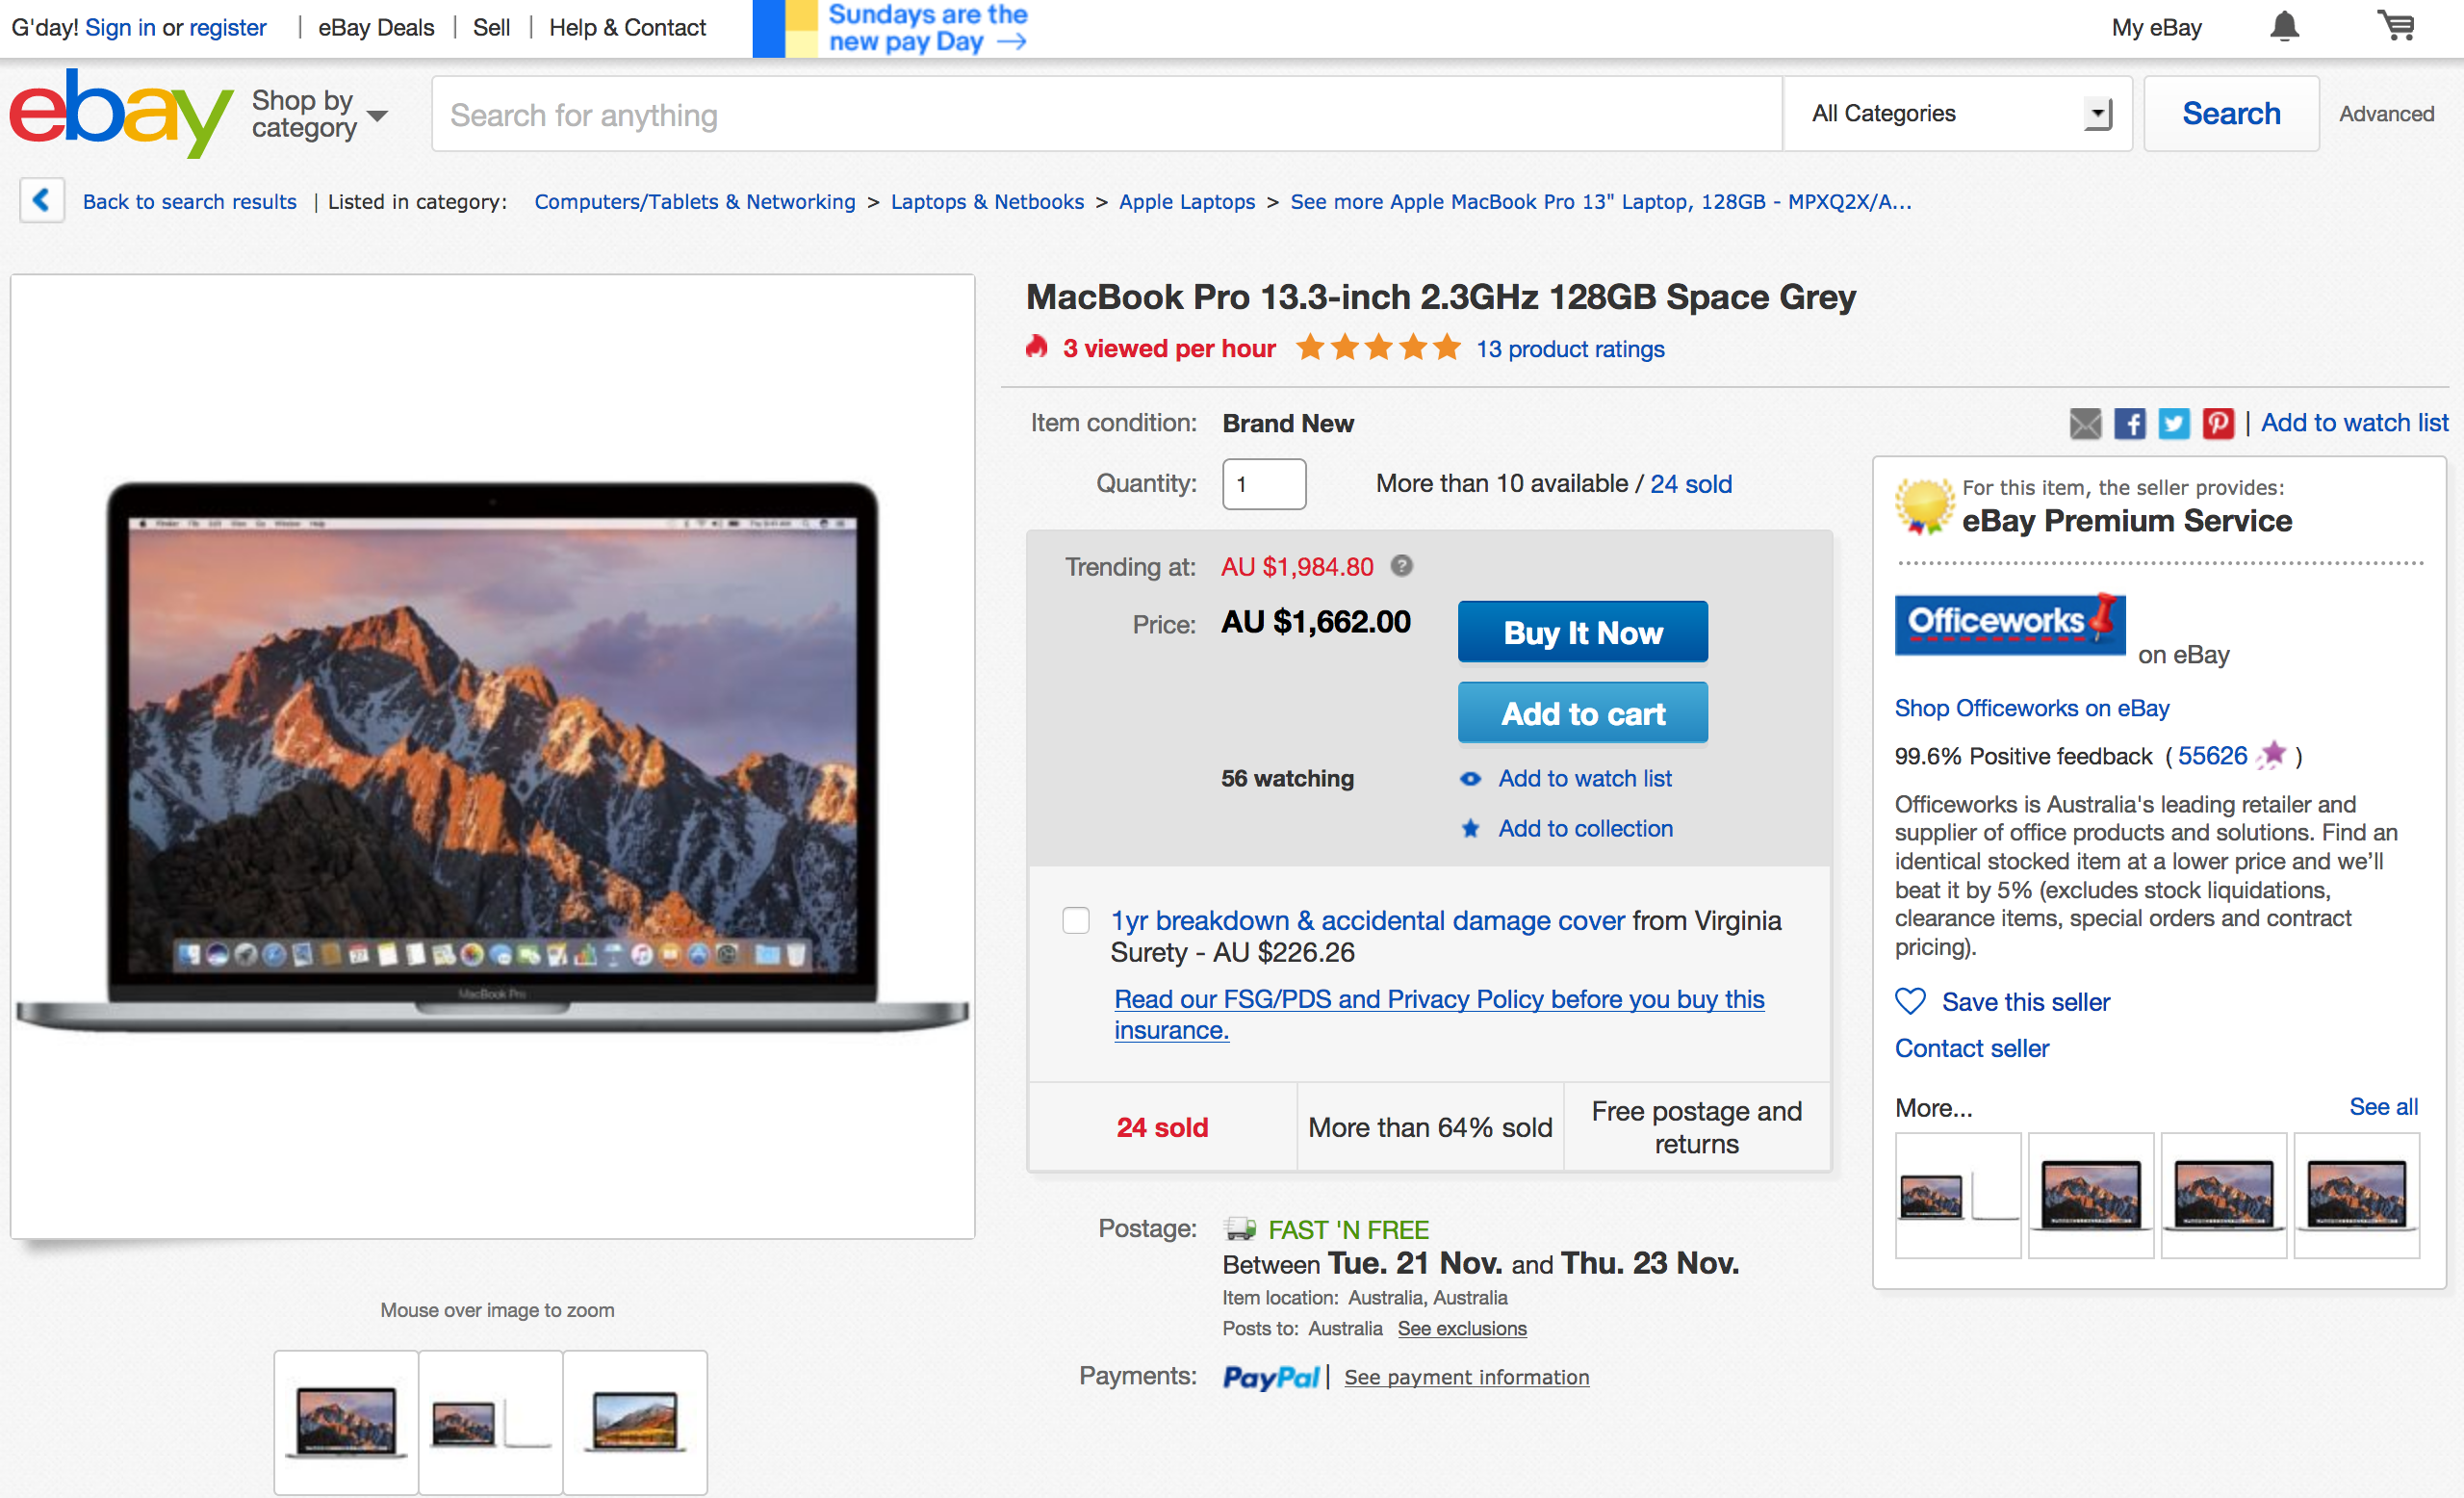 G'day! Sign in or register | eBay Deals | Sell | Help & Contact
Sundays are the
new pay Day →
My eBay
ebay
Shop by
category
Search for anything
All Categories
Search
Advanced
Back to search results | Listed in category: Computers/Tablets & Networking > Laptops & Netbooks > Apple Laptops > See more Apple MacBook Pro 13" Laptop, 128GB - MPXQ2X/A...
MacBook Pro 13.3-inch 2.3GHz 128GB Space Grey
3 viewed per hour 13 product ratings
Item condition: Brand New
Quantity: 1 More than 10 available / 24 sold
Trending at: AU $1,984.80 ?
Price: AU $1,662.00
Buy It Now
Add to cart
56 watching
Add to watch list
Add to collection
1yr breakdown & accidental damage cover from Virginia
Surety - AU $226.26
Read our FSG/PDS and Privacy Policy before you buy this
insurance.
24 sold
More than 64% sold
Free postage and
returns
Postage: FAST 'N FREE
Between Tue. 21 Nov. and Thu. 23 Nov.
Item location: Australia, Australia
Posts to: Australia See exclusions
Payments: PayPal | See payment information
| Add to watch list
For this item, the seller provides:
eBay Premium Service
Officeworks
on eBay
Shop Officeworks on eBay
99.6% Positive feedback ( 55626 )
Officeworks is Australia's leading retailer and
supplier of office products and solutions. Find an
identical stocked item at a lower price and we’ll
beat it by 5% (excludes stock liquidations,
clearance items, special orders and contract
pricing).
Save this seller
Contact seller
More... See all
MacBook Pro
Mouse over image to zoom